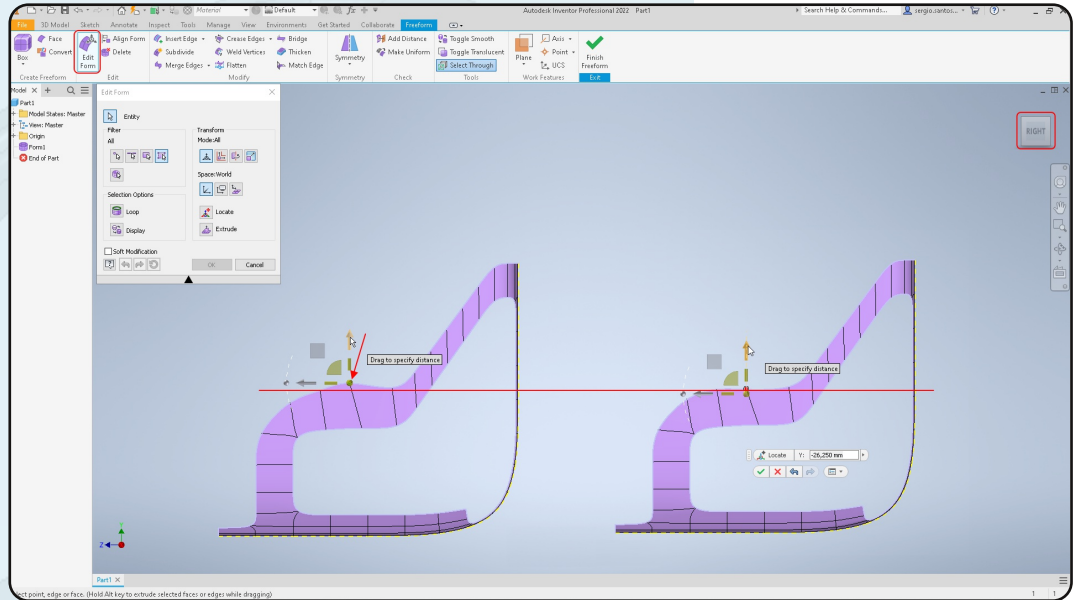 Material
Default
Autodesk Inventor Professional 2022 Part1
Search Help & Commands...
sergio.santos...
File 3D Model Sketch Annotate Inspect Tools Manage View Environments Get Started Collaborate Freeform
Box
Face
Convert
Create Freeform
Edit Form
Align Form
Delete
Edit
Insert Edge
Subdivide
Merge Edges
Crease Edges
Weld Vertices
Flatten
Bridge
Thicken
Match Edge
Modify
Symmetry
Symmetry
Add Distance
Make Uniform
Check
Toggle Smooth
Toggle Translucent
Select Through
Tools
Plane
Axis
Point
UCS
Work Features
Finish Freeform
Exit
Model
Part1
Model States: Master
View: Master
Origin
Form1
End of Part
Edit Form
Entity
Filter
All
Transform
Mode:All
Space:World
Selection Options
Loop
Display
Locate
Extrude
Soft Modification
OK Cancel
RIGHT
Drag to specify distance
Drag to specify distance
Locate Y: -26,250 mm
Y
Z
Part1
point, edge or face. (Hold Alt key to extrude selected faces or edges while dragging)
1 1